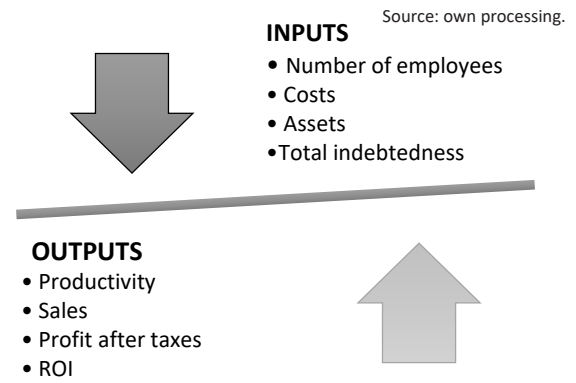 Source: own processing.
INPUTS
• Number of employees
• Costs
• Assets
•Total indebtedness
OUTPUTS
• Productivity
• Sales
• Profit after taxes
• ROI